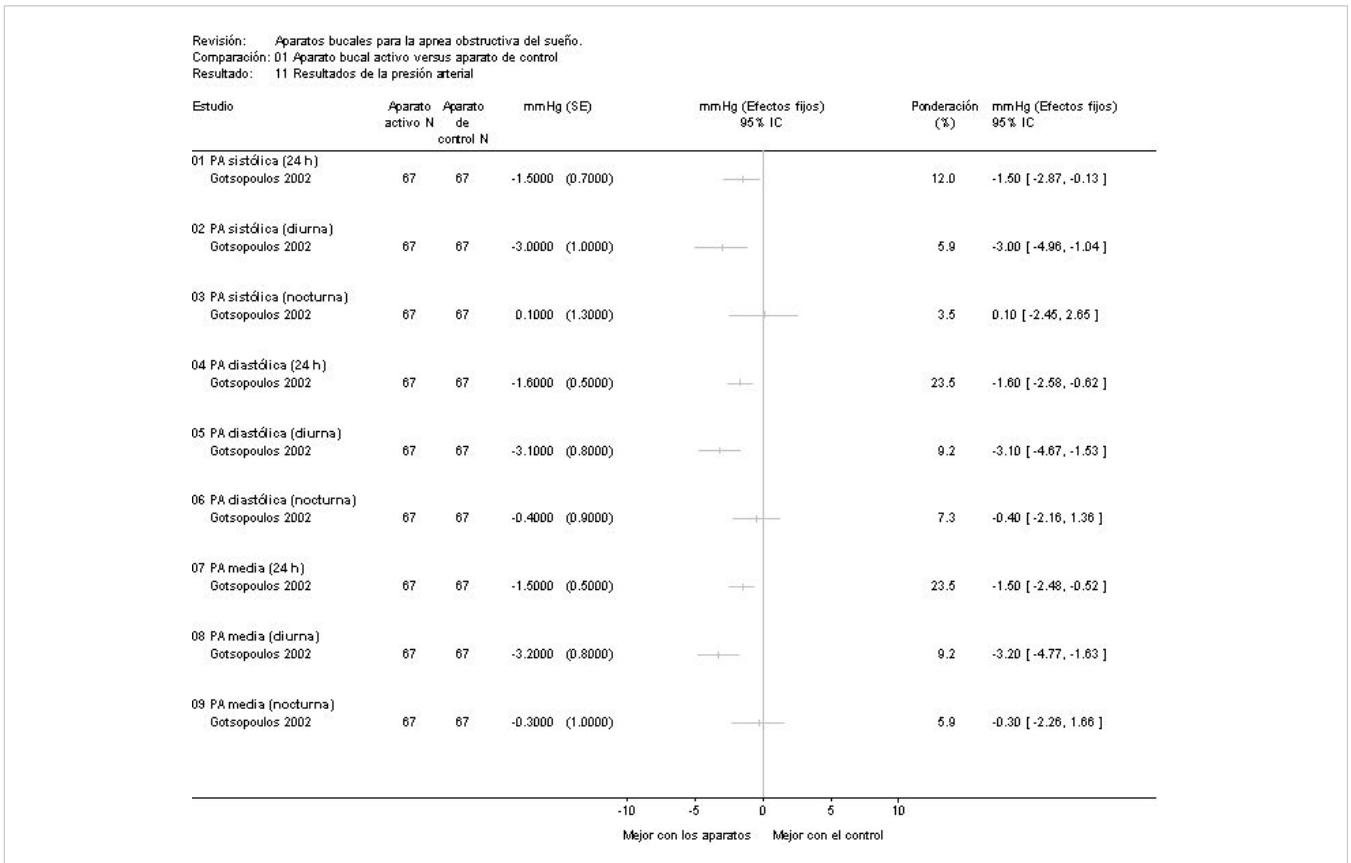 Revisión: Aparatos bucales para la apnea obstructiva del sueño.
Comparación: 01 Aparato bucal activo versus aparato de control
Resultado: 11 Resultados de la presión arterial
Estudio Aparato activo N Aparato de control N mmHg (SE) mmHg (Efectos fijos) 95% IC Ponderación (%) mmHg (Efectos fijos) 95% IC
01 PA sistólica (24 h)
Gotsopoulos 2002 67 67 -1.5000 (0.7000) 12.0 -1.50 [ -2.87, -0.13 ]
02 PA sistólica (diurna)
Gotsopoulos 2002 67 67 -3.0000 (1.0000) 5.9 -3.00 [ -4.96, -1.04 ]
03 PA sistólica (nocturna)
Gotsopoulos 2002 67 67 0.1000 (1.3000) 3.5 0.10 [ -2.45, 2.65 ]
04 PA diastólica (24 h)
Gotsopoulos 2002 67 67 -1.6000 (0.5000) 23.5 -1.60 [ -2.58, -0.62 ]
05 PA diastólica (diurna)
Gotsopoulos 2002 67 67 -3.1000 (0.8000) 9.2 -3.10 [ -4.67, -1.53 ]
06 PA diastólica (nocturna)
Gotsopoulos 2002 67 67 -0.4000 (0.9000) 7.3 -0.40 [ -2.16, 1.36 ]
07 PA media (24 h)
Gotsopoulos 2002 67 67 -1.5000 (0.5000) 23.5 -1.50 [ -2.48, -0.52 ]
08 PA media (diurna)
Gotsopoulos 2002 67 67 -3.2000 (0.8000) 9.2 -3.20 [ -4.77, -1.63 ]
09 PA media (nocturna)
Gotsopoulos 2002 67 67 -0.3000 (1.0000) 5.9 -0.30 [ -2.26, 1.66 ]
-10 -5 0 5 10
Mejor con los aparatos Mejor con el control